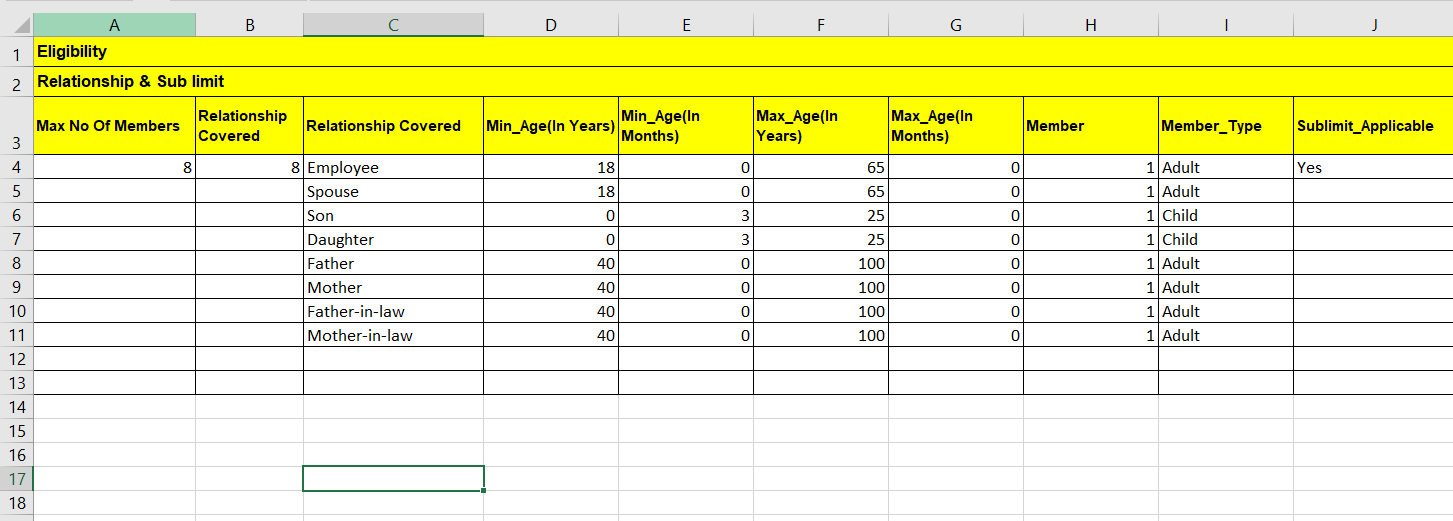 A B C D E F G H I J
1 Eligibility
2 Relationship & Sub limit
3 Max No Of Members Relationship Covered Relationship Covered Min_Age(In Years) Min_Age(In Months) Max_Age(In Years) Max_Age(In Months) Member Member_Type Sublimit_Applicable
4 8 8 Employee 18 0 65 0 1 Adult Yes
5 Spouse 18 0 65 0 1 Adult
6 Son 0 3 25 0 1 Child
7 Daughter 0 3 25 0 1 Child
8 Father 40 0 100 0 1 Adult
9 Mother 40 0 100 0 1 Adult
10 Father-in-law 40 0 100 0 1 Adult
11 Mother-in-law 40 0 100 0 1 Adult
12
13
14
15
16
17
18